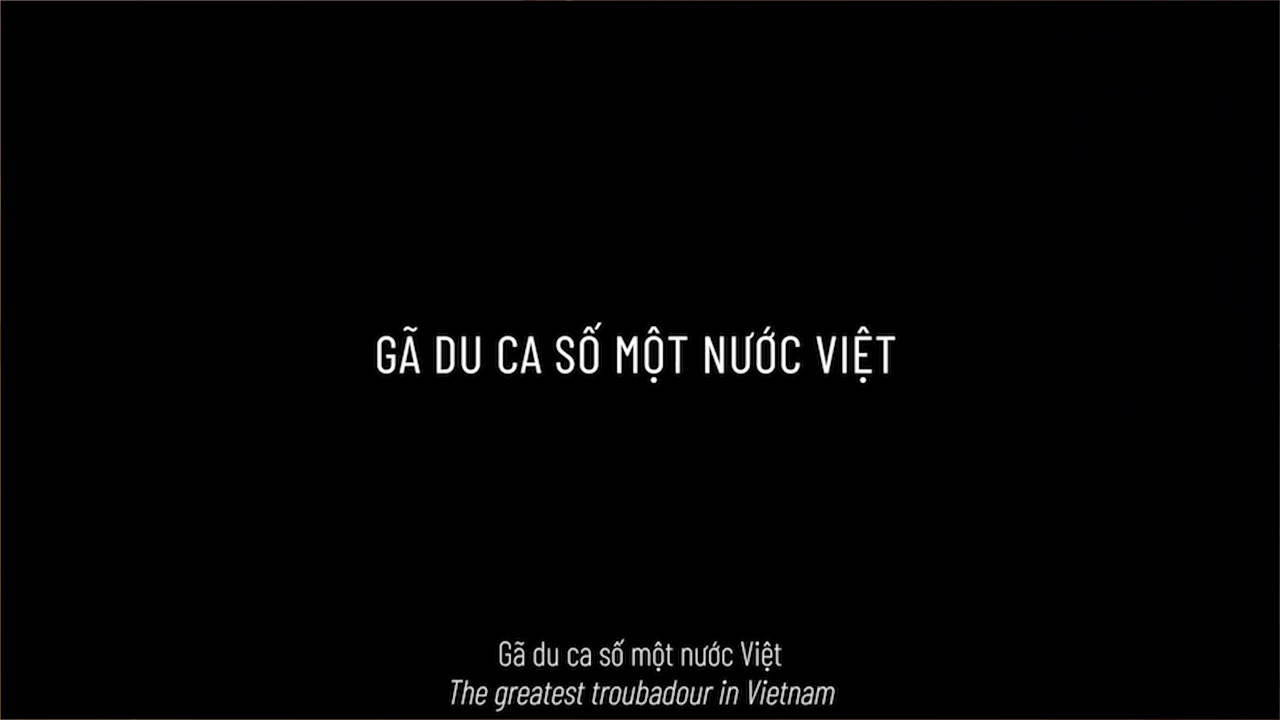 GÃ DU CA SỐ MỘT NƯỚC VIỆT
Gã du ca số một nước Việt
The greatest troubadour in Vietnam